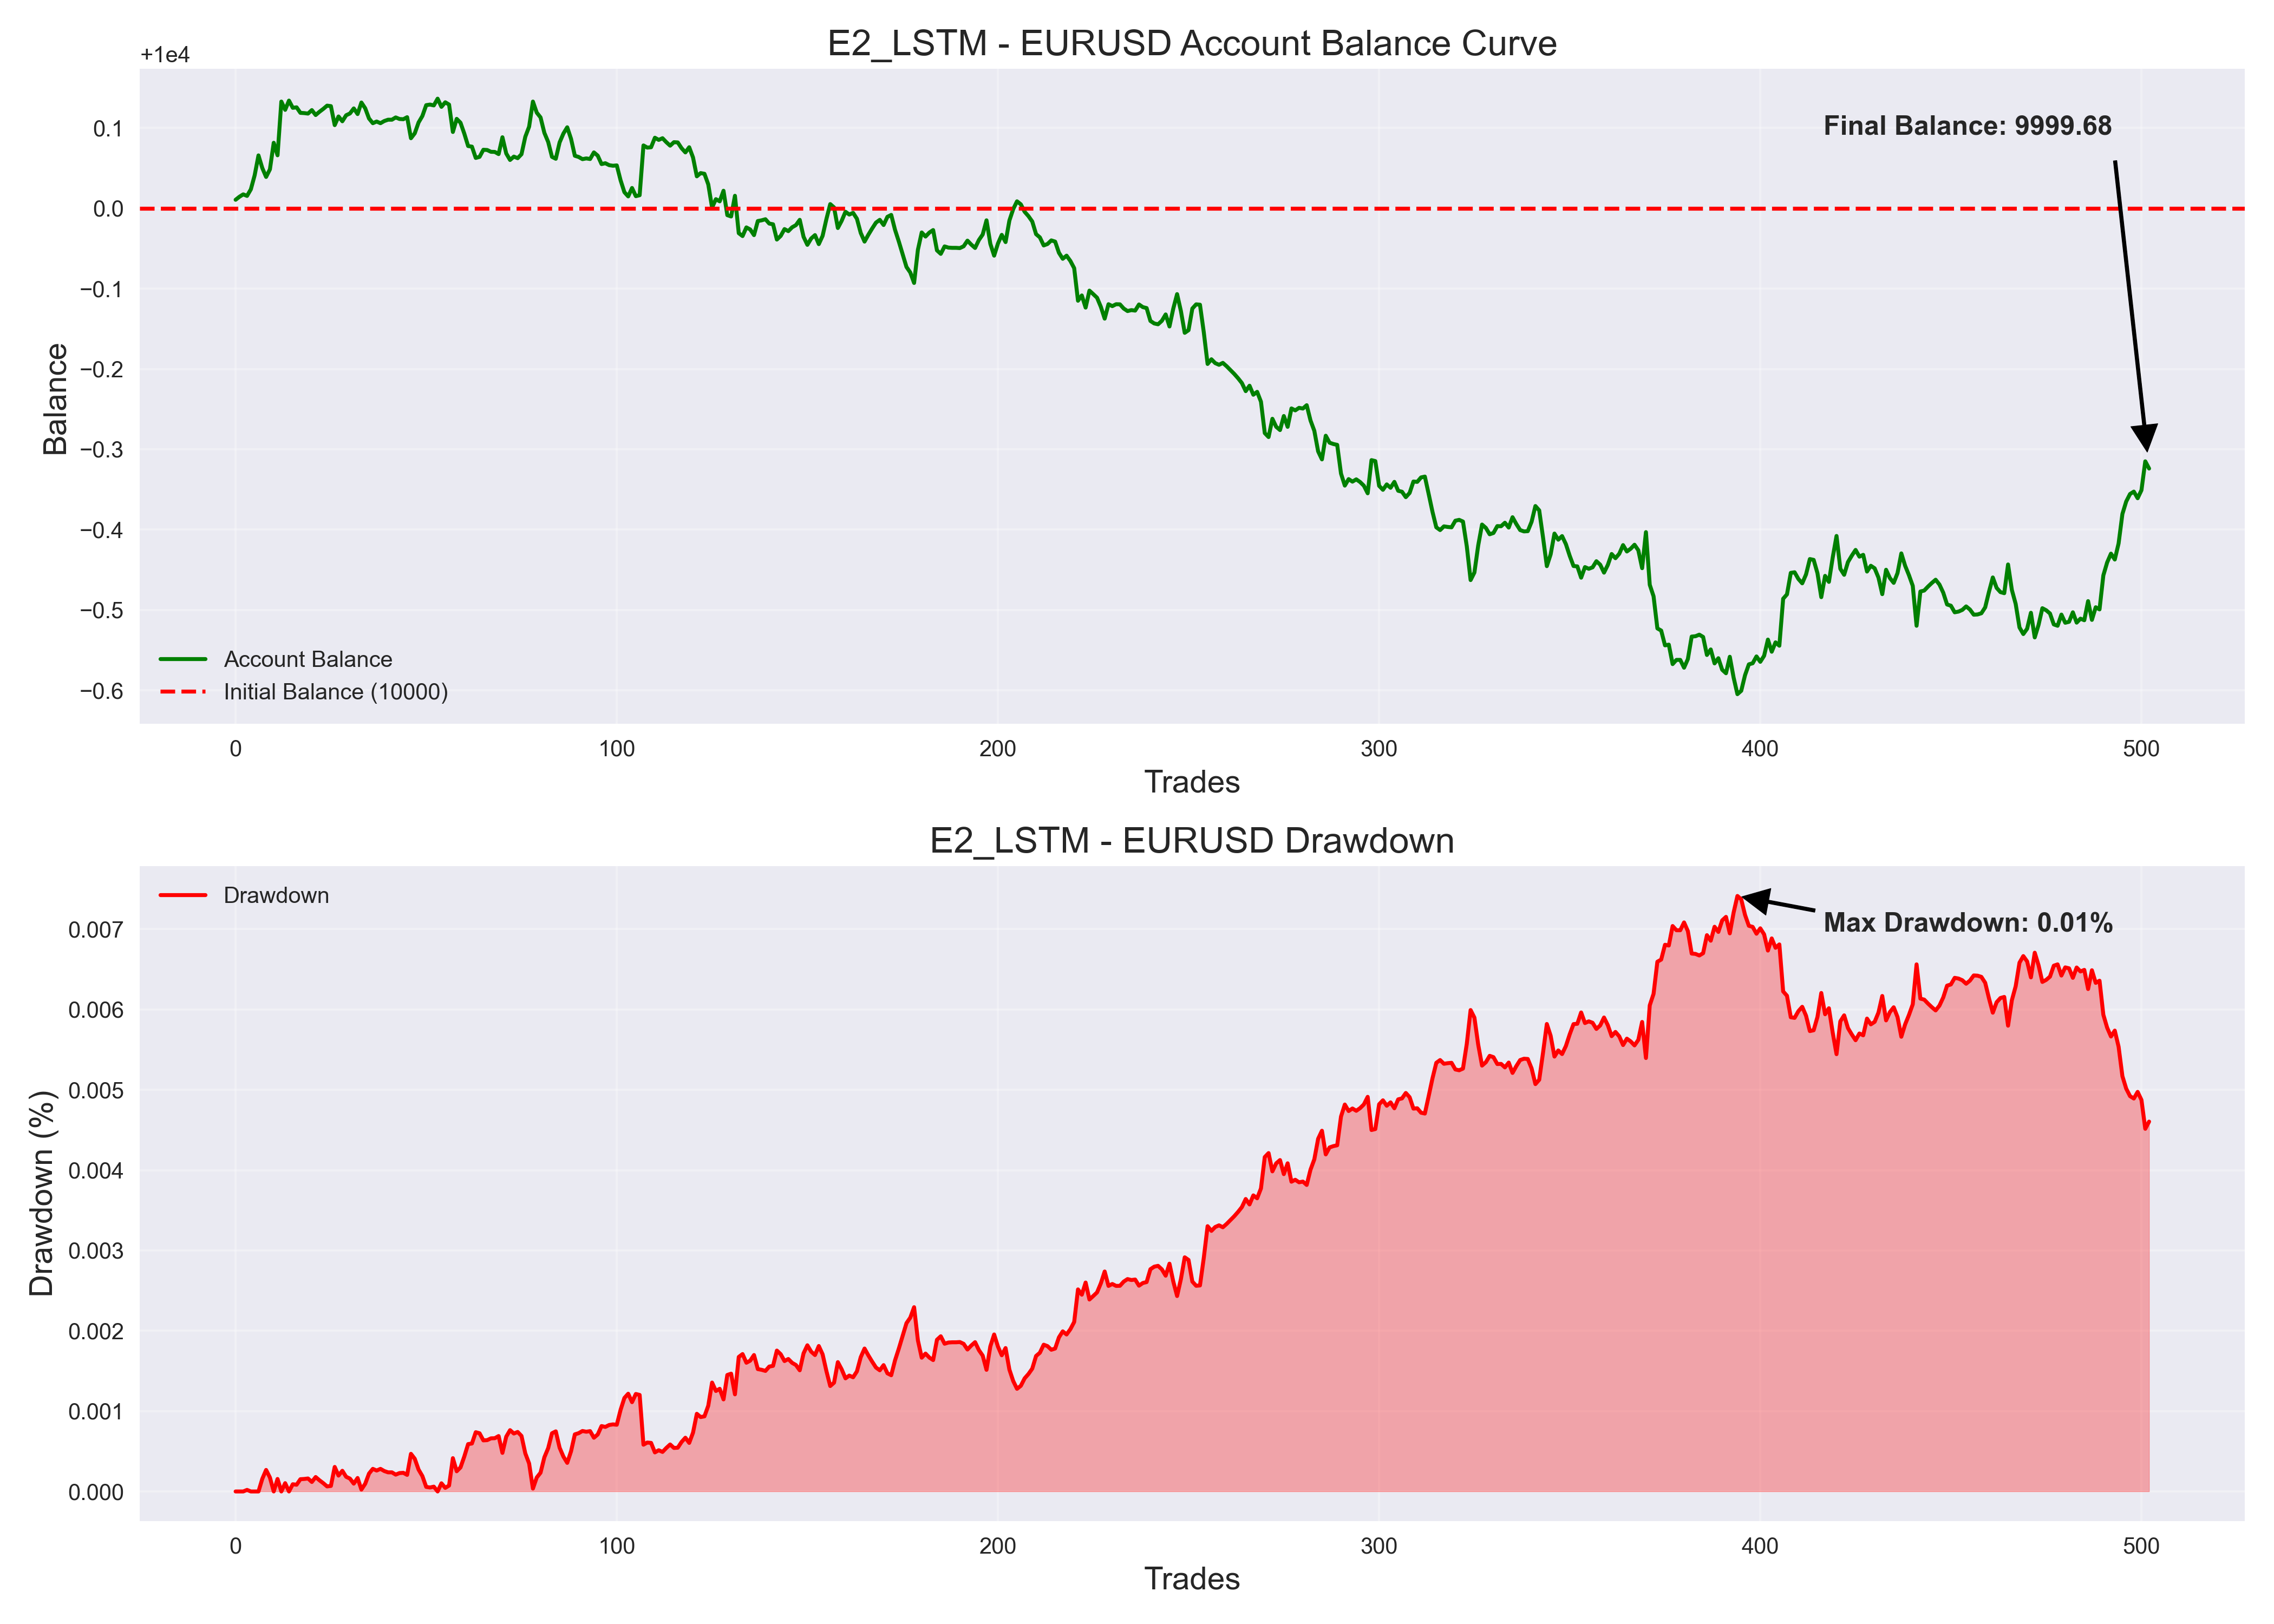 E2_LSTM - EURUSD Account Balance Curve
+1e4
0.1
0.0
−0.1
−0.2
−0.3
−0.4
−0.5
−0.6
Balance
Final Balance: 9999.68
Account Balance
Initial Balance (10000)
0 100 200 300 400 500
Trades
E2_LSTM - EURUSD Drawdown
Drawdown
Max Drawdown: 0.01%
0.007
0.006
0.005
0.004
0.003
0.002
0.001
0.000
Drawdown (%)
0 100 200 300 400 500
Trades